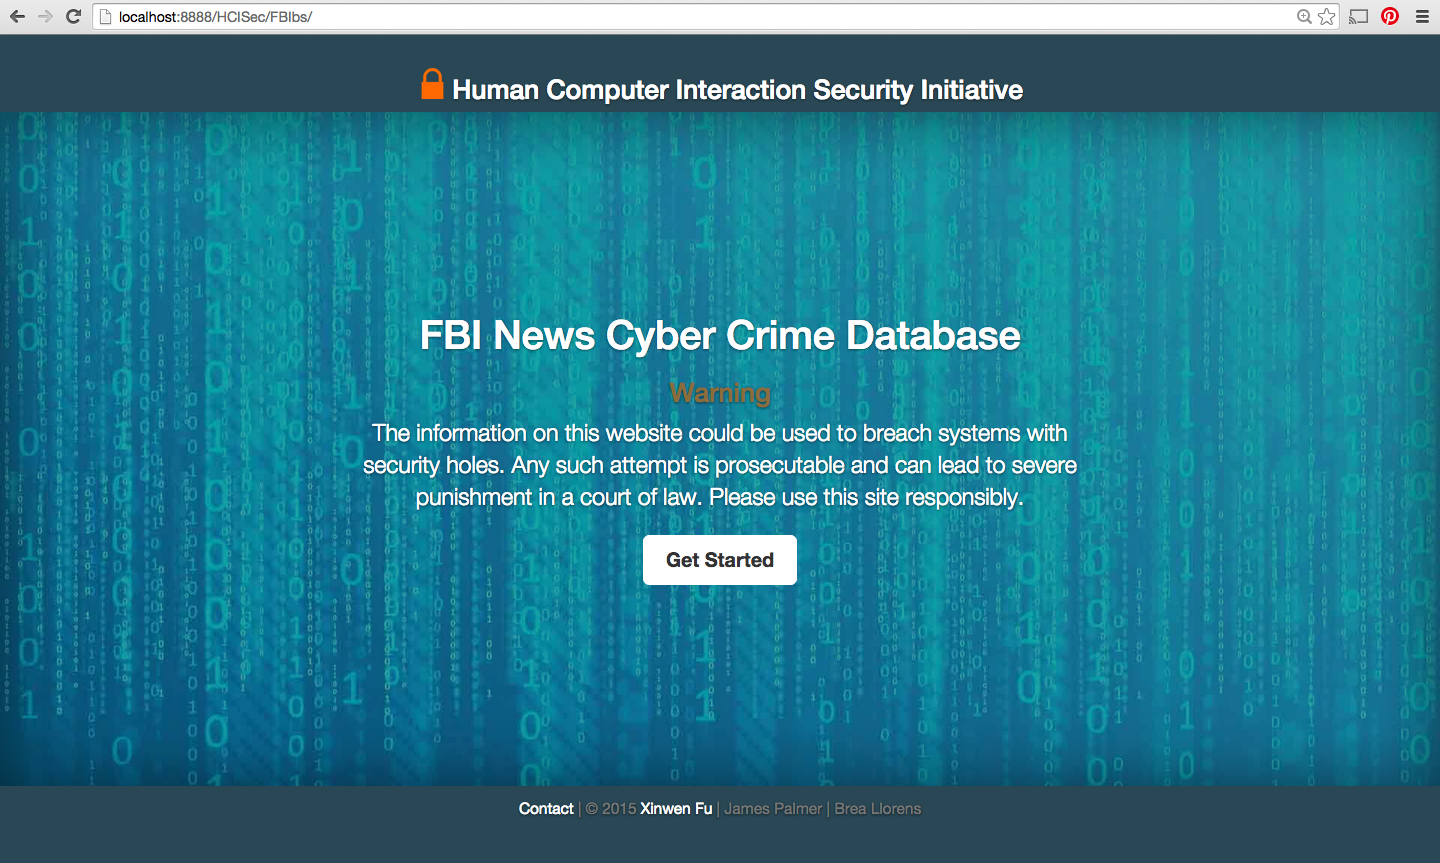 localhost:8888/HCISec/FBIbs/
Human Computer Interaction Security Initiative
FBI News Cyber Crime Database
Warning
The information on this website could be used to breach systems with
security holes. Any such attempt is prosecutable and can lead to severe
punishment in a court of law. Please use this site responsibly.
Get Started
Contact | © 2015 Xinwen Fu | James Palmer | Brea Llorens